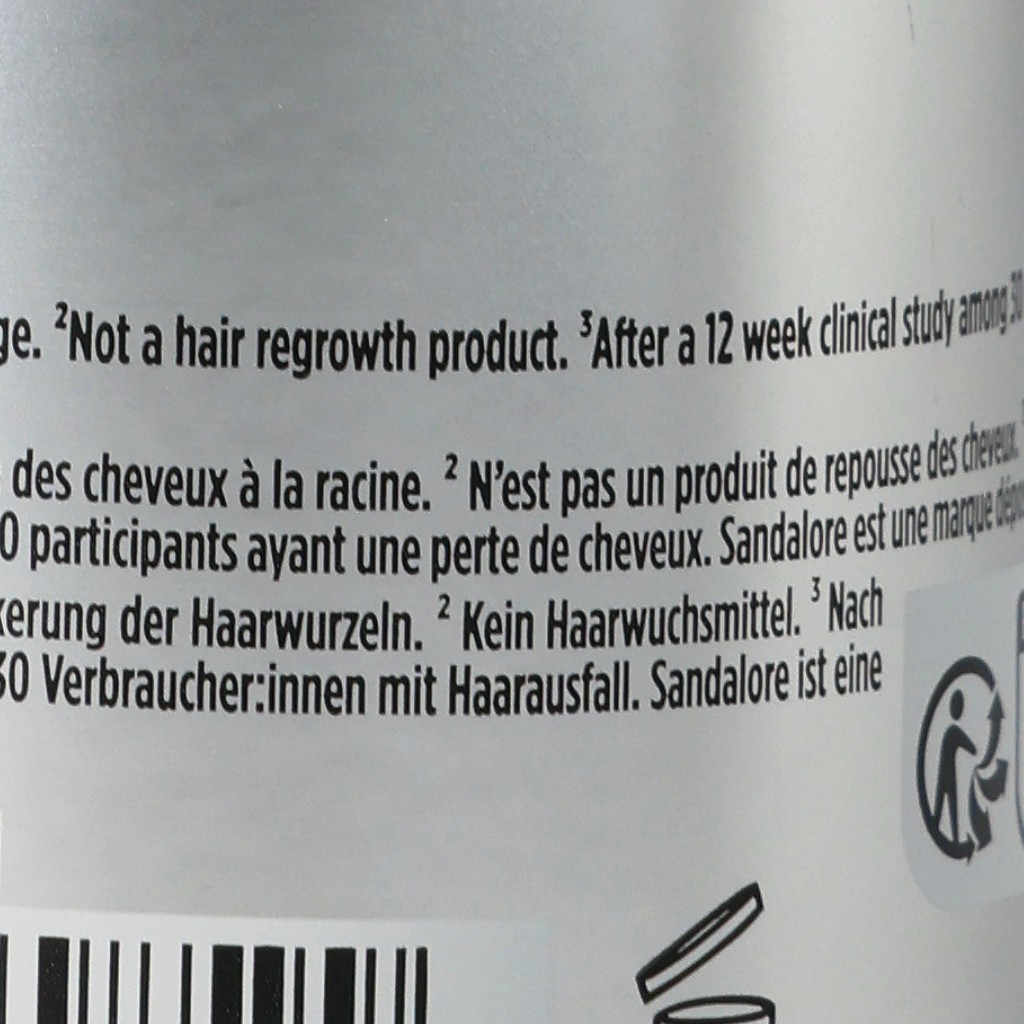 ge. ²Not a hair regrowth product. ³After a 12 week clinical study among 30
des cheveux à la racine. ² N'est pas un produit de repousse des cheveux.
0 participants ayant une perte de cheveux. Sandalore est une marque dépo
kerung der Haarwurzeln. ² Kein Haarwuchsmittel. ³ Nach
30 Verbraucher:innen mit Haarausfall. Sandalore ist eine